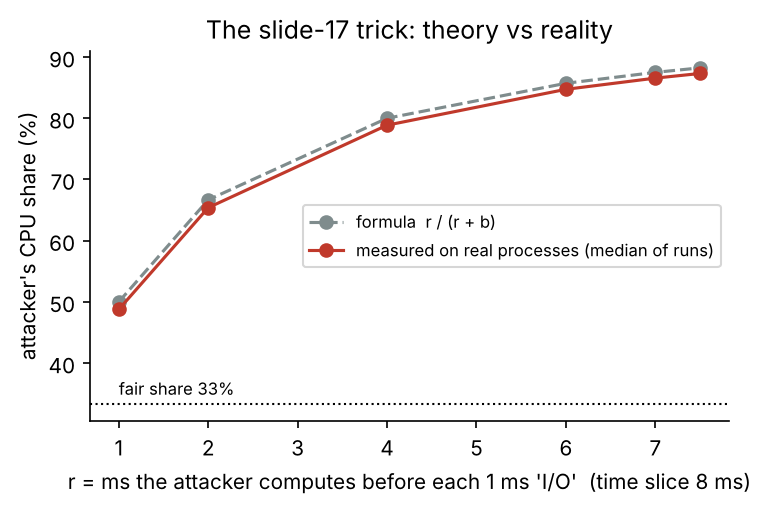 The slide-17 trick: theory vs reality
attacker's CPU share (%)
90
80
70
60
50
40
formula r / (r + b)
measured on real processes (median of runs)
fair share 33%
1 2 3 4 5 6 7
r = ms the attacker computes before each 1 ms 'I/O' (time slice 8 ms)